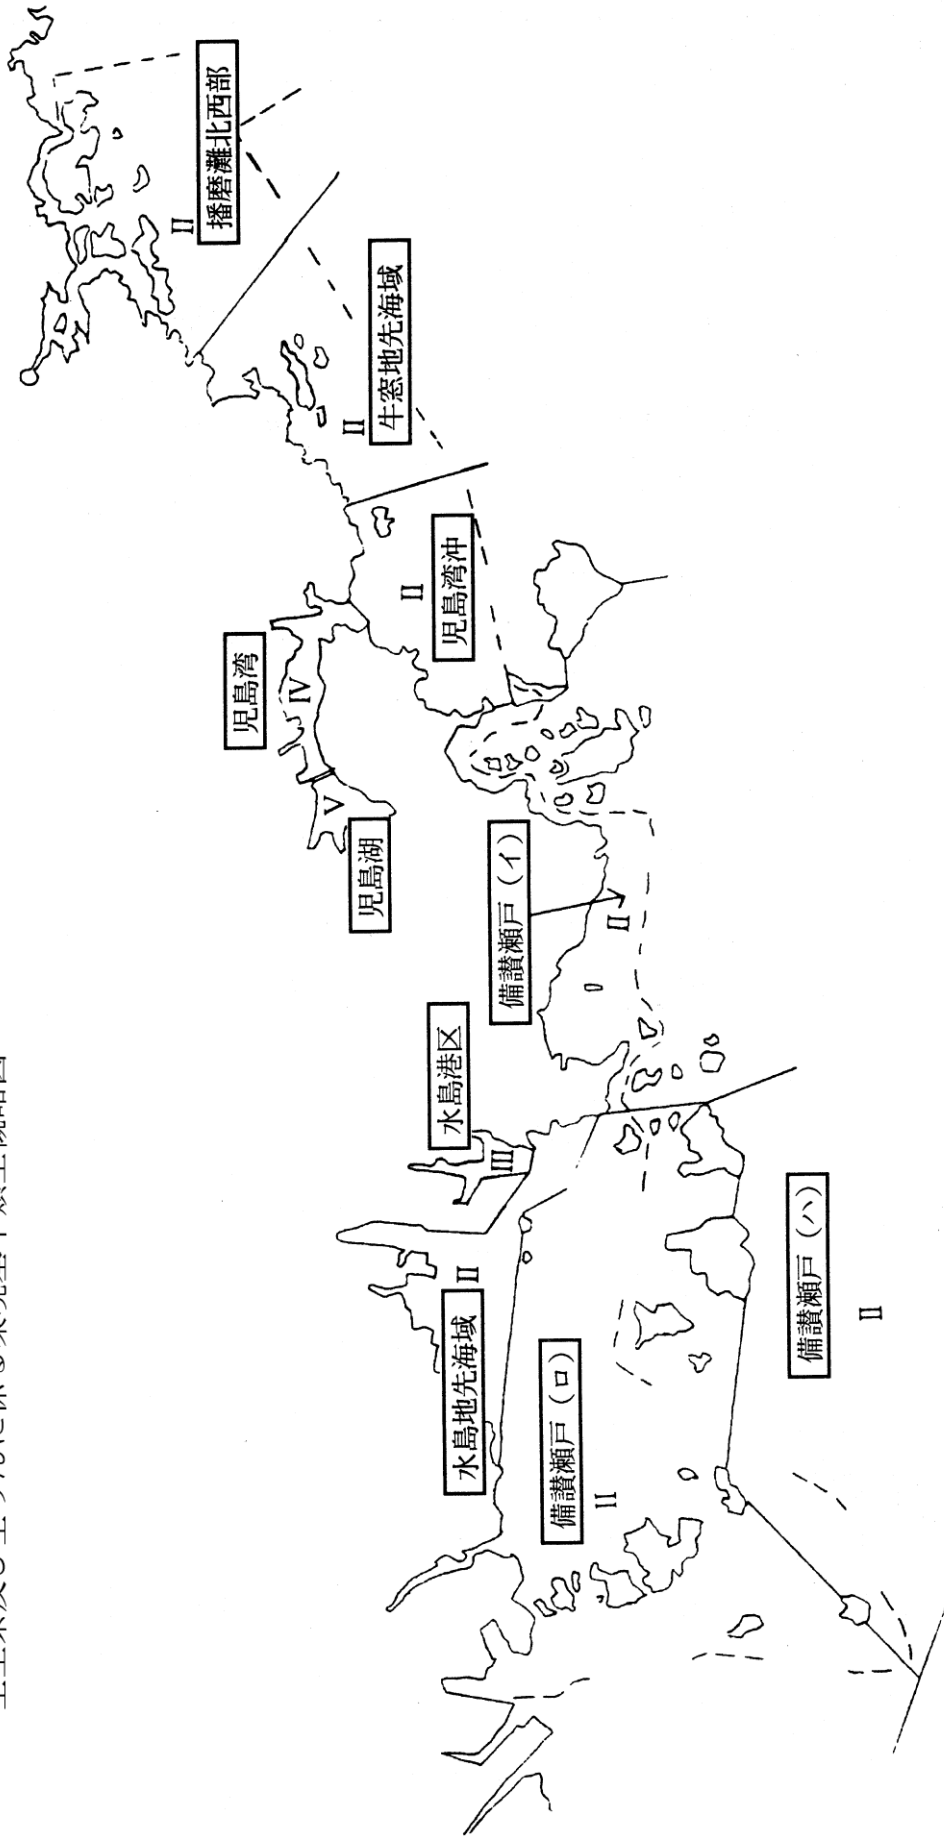 播磨灘北西部
II
牛窓地先海域
II
児島湾沖
II
児島湾
IV
V
児島湖
備讃瀬戸（イ）
II
水島港区
III
水島地先海域
II
備讃瀬戸（ロ）
II
備讃瀬戸（ハ）
II